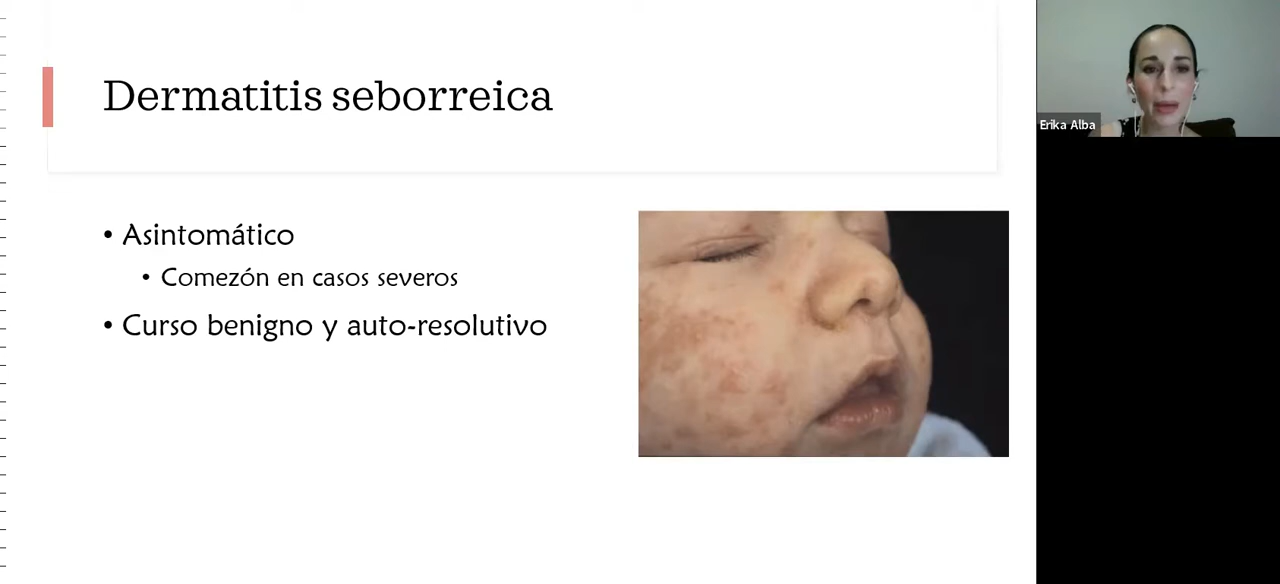 Dermatitis seborreica
• Asintomático
• Comezón en casos severos
• Curso benigno y auto-resolutivo
Erika Alba